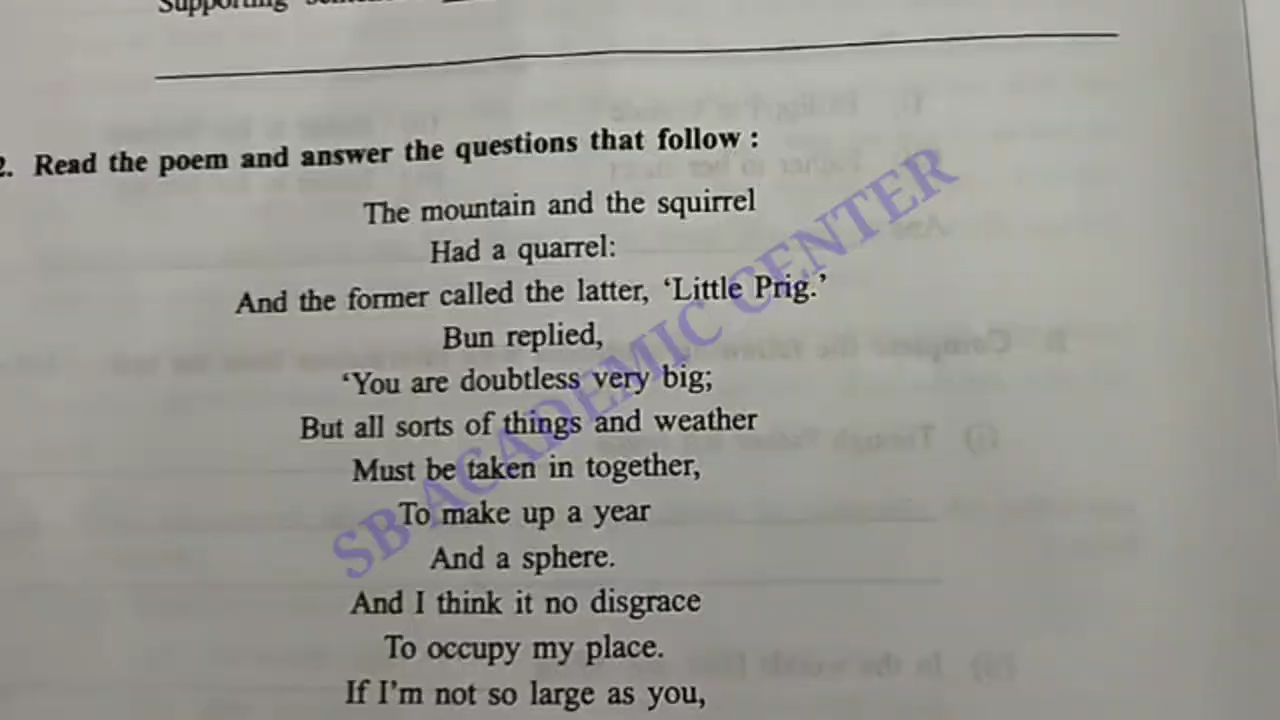 Supporting
2. Read the poem and answer the questions that follow :
The mountain and the squirrel
Had a quarrel:
And the former called the latter, ‘Little Prig.’
Bun replied,
‘You are doubtless very big;
But all sorts of things and weather
Must be taken in together,
To make up a year
And a sphere.
And I think it no disgrace
To occupy my place.
If I’m not so large as you,
SB ACADEMIC CENTER